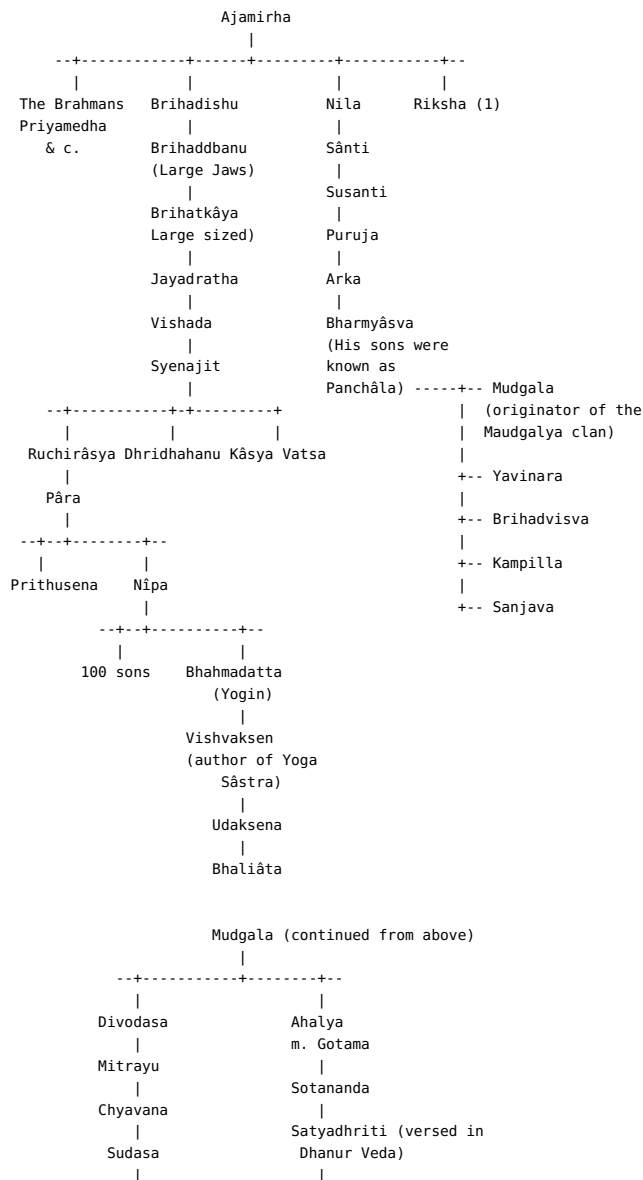 Ajamirha
|
--+------------+------+---------+-----------+--
| | | |
The Brahmans Brihadishu Nila Riksha (1)
Priyamedha | |
& c. Brihaddbanu Sânti
(Large Jaws) |
| Susanti
Brihatkâya |
Large sized) Puruja
| |
Jayadratha Arka
| |
Vishada Bharmyâsva
| (His sons were
Syenajit known as
| Panchâla) -----+-- Mudgala
--+-----------+-+---------+ | (originator of the
| | | | Maudgalya clan)
Ruchirâsya Dhridhahanu Kâsya Vatsa |
| +-- Yavinara
Pâra |
| +-- Brihadvisva
--+--+--------+-- |
| | +-- Kampilla
Prithusena Nîpa |
| +-- Sanjava
--+--+----------+--
| |
100 sons Bhahmadatta
(Yogin)
|
Vishvaksen
(author of Yoga
Sâstra)
|
Udaksena
|
Bhaliâta
Mudgala (continued from above)
|
--+-----------+--------+--
| |
Divodasa Ahalya
| m. Gotama
Mitrayu |
| Sotananda
Chyavana |
| Satyadhriti (versed in
Sudasa Dhanur Veda)
| |